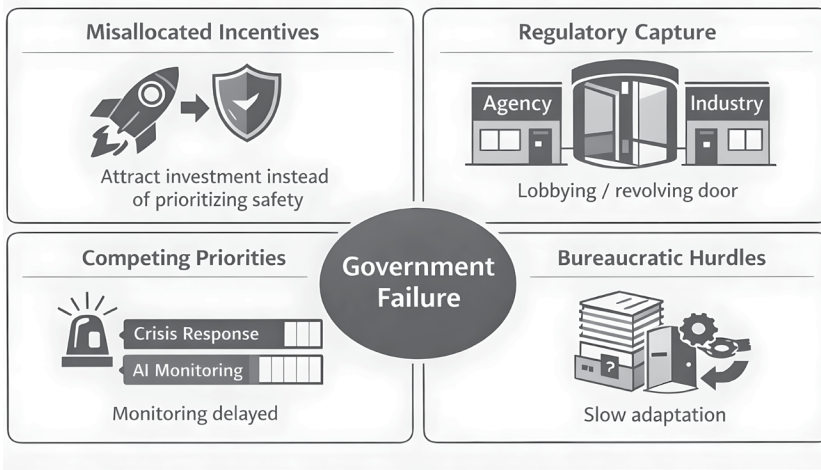 Misallocated Incentives
Attract investment instead
of prioritizing safety
Regulatory Capture
Agency
Industry
Lobbying / revolving door
Government
Failure
Competing Priorities
Crisis Response
AI Monitoring
Monitoring delayed
Bureaucratic Hurdles
?
Slow adaptation